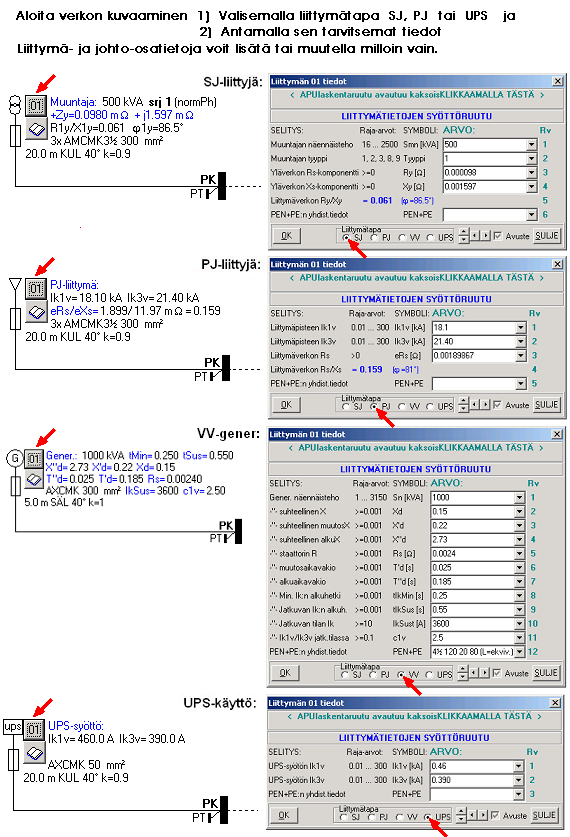 Aloita verkon kuvaaminen 1) Valisemalla liittymätapa SJ, PJ tai UPS ja
2) Antamalla sen tarvitsemat tiedot
Liittymä- ja johto-osatietoja voit lisätä tai muutella milloin vain.
SJ-liittyjä:
01
Muuntaja: 500 kVA srj 1 (normPh)
+Zy=0.0980 mΩ + j1.597 mΩ
R1y/X1y=0.061 φ1y=86.5°
3x AMCMK3½ 300 mm²
20.0 m KUL 40° k=0.9
PK
PT
Liittymän 01 tiedot
< APUlaskentaruutu avautuu kaksoisKLIKKAAMALLA TÄSTÄ >
LIITTYMÄTIETOJEN SYÖTTÖRUUTU
SELITYS: Raja-arvot: SYMBOLI: ARVO: Rv
Muuntajan näennäisteho 16 ... 2500 Smn [kVA] 500 1
Muuntajan tyyppi 1, 2, 3, 8, 9 Tyyppi 1 2
Yläverkon Rs-komponentti >=0 Ry [Ω] 0.000098 3
Yläverkon Xs-komponentti >=0 Xy [Ω] 0.001597 4
Liittymäverkon Ry/Xy = 0.061 (φ=86.5°) 5
PEN+PE:n yhdist.tiedot PEN+PE 6
OK Liittymätapa SJ PJ VV UPS Avuste SULJE
PJ-liittyjä:
01
PJ-liittymä:
Ik1v= 18.10 kA Ik3v= 21.40 kA
eRs/eXs= 1.899/11.97 mΩ = 0.159
3x AMCMK3½ 300 mm²
20.0 m KUL 40° k=0.9
PK
PT
Liittymän 01 tiedot
< APUlaskentaruutu avautuu kaksoisKLIKKAAMALLA TÄSTÄ >
LIITTYMÄTIETOJEN SYÖTTÖRUUTU
SELITYS: Raja-arvot: SYMBOLI: ARVO: Rv
Liittymäpisteen Ik1v 0.01 ... 300 Ik1v [kA] 18.1 1
Liittymäpisteen Ik3v 0.01 ... 300 Ik3v [kA] 21.40 2
Liittymäverkon Rs >0 eRs [Ω] 0.00189867 3
Liittymäverkon Rs/Xs = 0.159 (φ=81°) 4
PEN+PE:n yhdist.tiedot PEN+PE 5
OK Liittymätapa SJ PJ VV UPS Avuste SULJE
VV-gener:
G
01
Gener.: 1000 kVA tMin= 0.250 tSus= 0.550
X''d= 2.73 X'd= 0.22 Xd= 0.15
T''d= 0.025 T'd= 0.185 Rs= 0.00240
AXCMK 300 mm² IkSus= 3600 c1v= 2.50
5.0 m SÄL 40° k=1
PK
PT
Liittymän 01 tiedot
< APUlaskentaruutu avautuu kaksoisKLIKKAAMALLA TÄSTÄ >
LIITTYMÄTIETOJEN SYÖTTÖRUUTU
SELITYS: Raja-arvot: SYMBOLI: ARVO: Rv
Gener. näennäisteho 1 ... 3150 Sn [kVA] 1000 1
-"- suhteellinen X >=0.001 Xd 0.15 2
-"- suhteellinen muutosX >=0.001 X'd 0.22 3
-"- suhteellinen alkuX >=0.001 X''d 2.73 4
-"- staattorin R >=0.001 Rs [Ω] 0.0024 5
-"- muutosaikavakio >=0.001 T'd [s] 0.025 6
-"- alkuaikavakio >=0.001 T''d [s] 0.185 7
-"- Min. Ik:n alkuhetki >=0.001 tIkMin [s] 0.25 8
-"- Jatkuvan Ik:n alkuh. >=0.001 tIkSus [s] 0.55 9
-"- Jatkuvan tilan Ik >=10 IkSust [A] 3600 10
-"- Ik1v/Ik3v jatk.tilassa >=0.1 c1v 2.5 11
PEN+PE:n yhdist.tiedot PEN+PE 4½ 120 20 80 (L=ekviv.) 12
OK Liittymätapa SJ PJ VV UPS Avuste SULJE
UPS-käyttö:
ups
01
UPS-syöttö:
Ik1v= 460.0 A Ik3v= 390.0 A
AXCMK 50 mm²
20.0 m KUL 40° k=0.9
PK
PT
Liittymän 01 tiedot
< APUlaskentaruutu avautuu kaksoisKLIKKAAMALLA TÄSTÄ >
LIITTYMÄTIETOJEN SYÖTTÖRUUTU
SELITYS: Raja-arvot: SYMBOLI: ARVO: Rv
UPS-syötön Ik1v 0.01 ... 300 Ik1v [kA] 0.46 1
UPS-syötön Ik3v 0.01 ... 300 Ik3v [kA] 0.390 2
PEN+PE:n yhdist.tiedot PEN+PE 3
OK Liittymätapa SJ PJ VV UPS Avuste SULJE